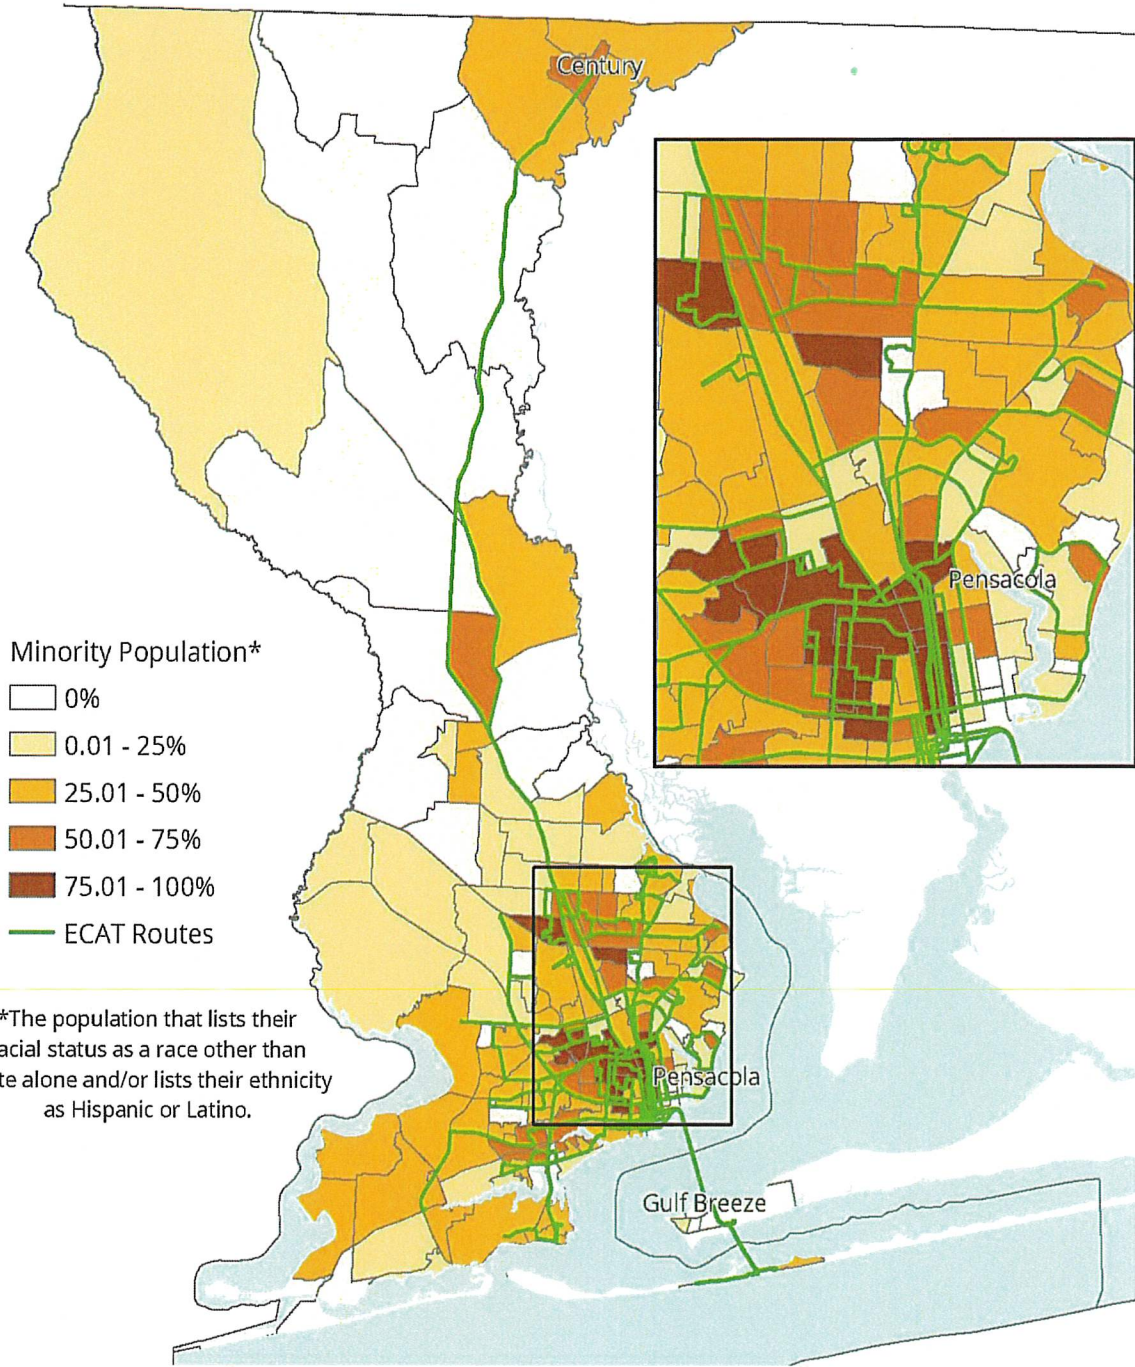 Century
Pensacola
Minority Population*
0%
0.01 - 25%
25.01 - 50%
50.01 - 75%
75.01 - 100%
ECAT Routes
*The population that lists their
acial status as a race other than
te alone and/or lists their ethnicity
as Hispanic or Latino.
Pensacola
Gulf Breeze